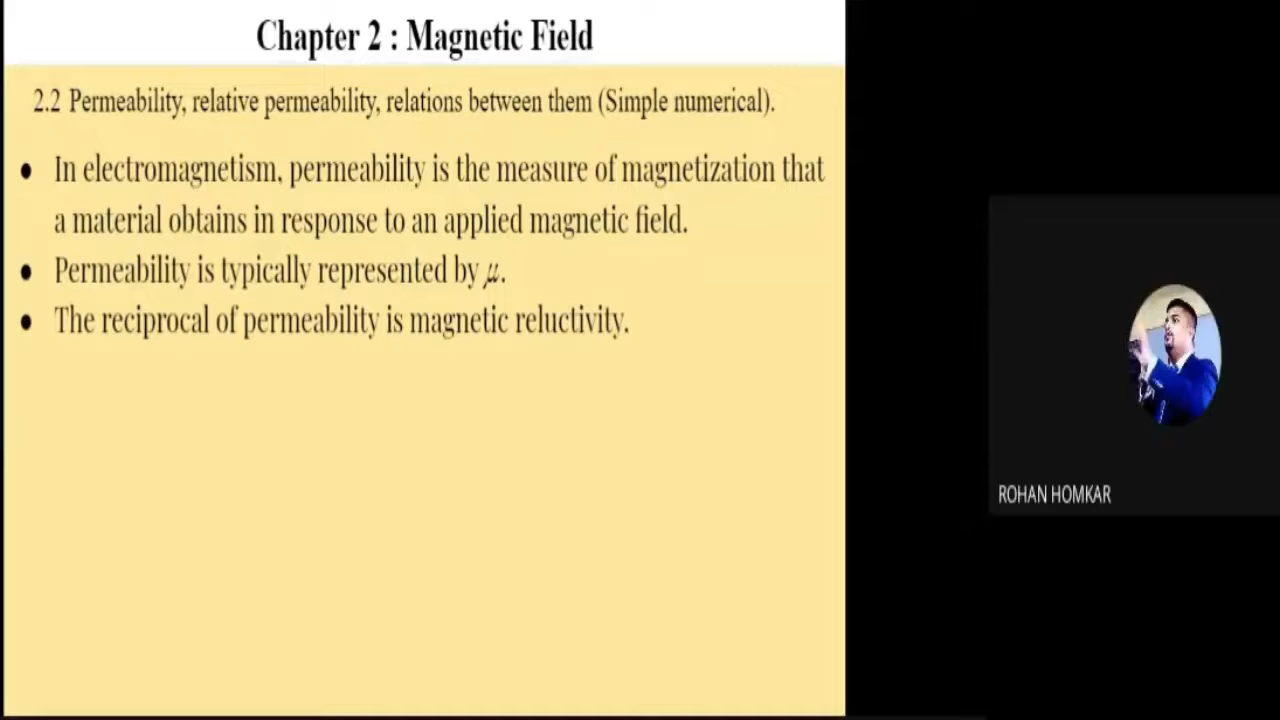 Chapter 2 : Magnetic Field
2.2 Permeability, relative permeability, relations between them (Simple numerical).
• In electromagnetism, permeability is the measure of magnetization that
a material obtains in response to an applied magnetic field.
• Permeability is typically represented by μ.
• The reciprocal of permeability is magnetic reluctivity.
ROHAN HOMKAR